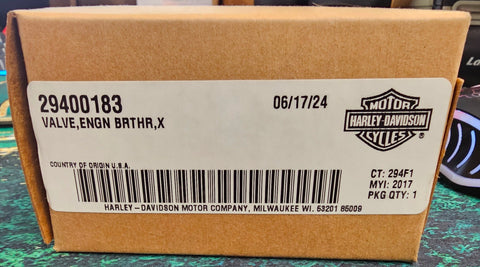 29400183
06/17/24
VALVE,ENGN BRTHR,X
MOTOR
HARLEY-DAVIDSON
CYCLES
®
COUNTRY OF ORIGIN U.S.A.
CT: 294F1
MYI: 2017
PKG QTY: 1
HARLEY-DAVIDSON MOTOR COMPANY, MILWAUKEE WI. 53201 85009